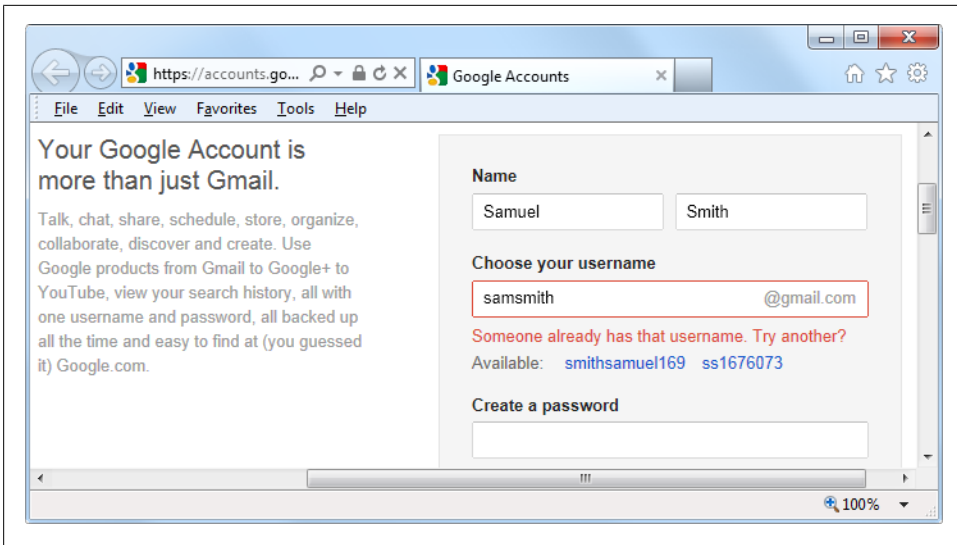 https://accounts.go...
Google Accounts
File Edit View Favorites Tools Help
Your Google Account is
more than just Gmail.
Talk, chat, share, schedule, store, organize,
collaborate, discover and create. Use
Google products from Gmail to Google+ to
YouTube, view your search history, all with
one username and password, all backed up
all the time and easy to find at (you guessed
it) Google.com.
Name
Samuel Smith
Choose your username
samsmith @gmail.com
Someone already has that username. Try another?
Available: smithsamuel169 ss1676073
Create a password
100%